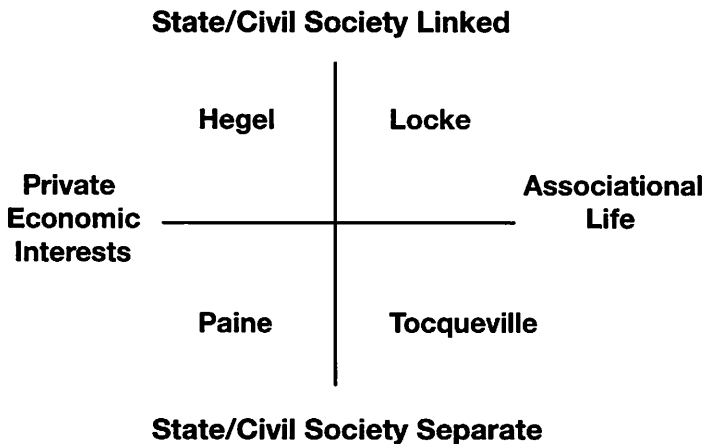 State/Civil Society Linked
Hegel
Locke
Private
Economic
Interests
Associational
Life
Paine
Tocqueville
State/Civil Society Separate